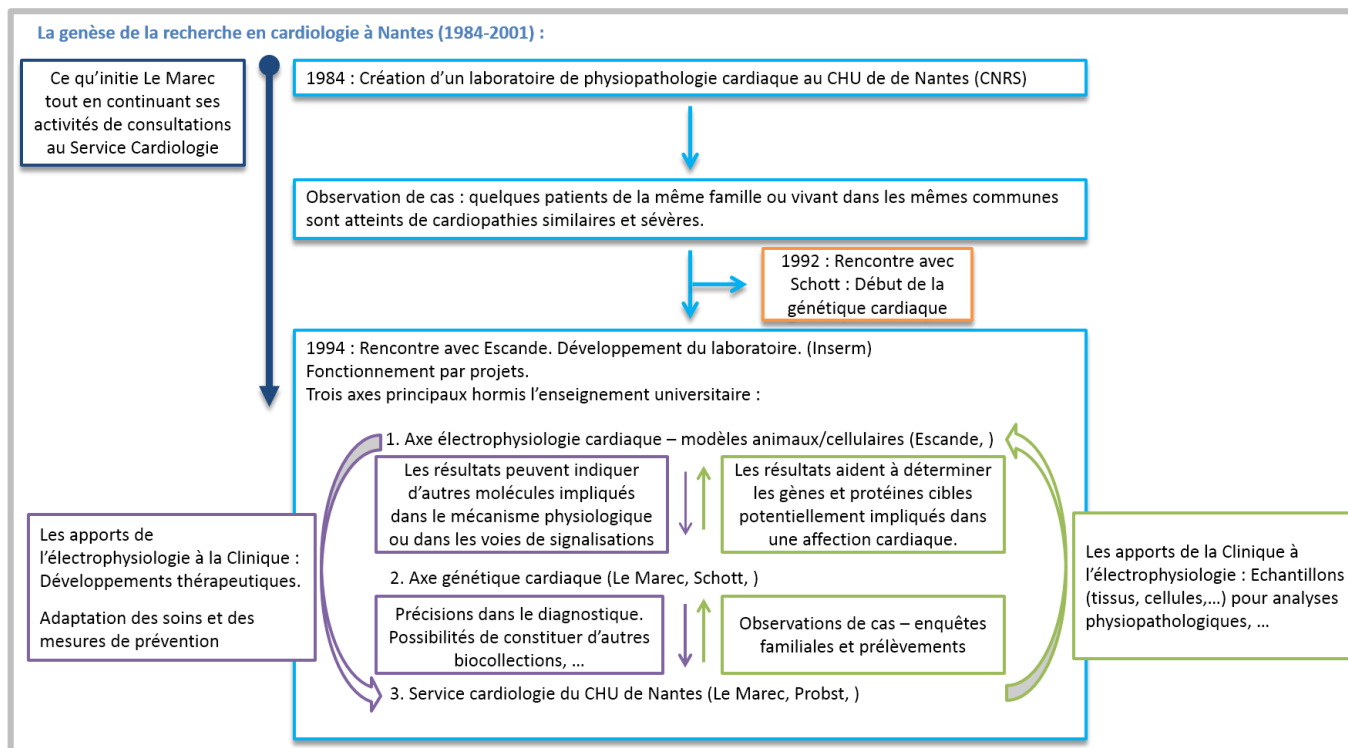 La genèse de la recherche en cardiologie à Nantes (1984-2001) :
Ce qu’initie Le Marec
tout en continuant ses
activités de consultations
au Service Cardiologie
1984 : Création d’un laboratoire de physiopathologie cardiaque au CHU de de Nantes (CNRS)
Observation de cas : quelques patients de la même famille ou vivant dans les mêmes communes
sont atteints de cardiopathies similaires et sévères.
1992 : Rencontre avec
Schott : Début de la
génétique cardiaque
1994 : Rencontre avec Escande. Développement du laboratoire. (Inserm)
Fonctionnement par projets.
Trois axes principaux hormis l’enseignement universitaire :
1. Axe électrophysiologie cardiaque – modèles animaux/cellulaires (Escande, )
Les résultats peuvent indiquer
d’autres molécules impliqués
dans le mécanisme physiologique
ou dans les voies de signalisations
Les résultats aident à déterminer
les gènes et protéines cibles
potentiellement impliqués dans
une affection cardiaque.
Les apports de
l’électrophysiologie à la Clinique :
Développements thérapeutiques.
Adaptation des soins et des
mesures de prévention
2. Axe génétique cardiaque (Le Marec, Schott, )
Précisions dans le diagnostique.
Possibilités de constituer d’autres
biocollections, …
Observations de cas – enquêtes
familiales et prélèvements
Les apports de la Clinique à
l’électrophysiologie : Echantillons
(tissus, cellules,…) pour analyses
physiopathologiques, …
3. Service cardiologie du CHU de Nantes (Le Marec, Probst, )